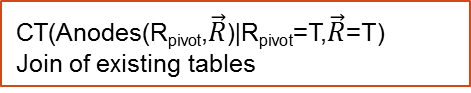 CT(Anodes(R_pivot,R⃗)|R_pivot=T,R⃗=T)
Join of existing tables